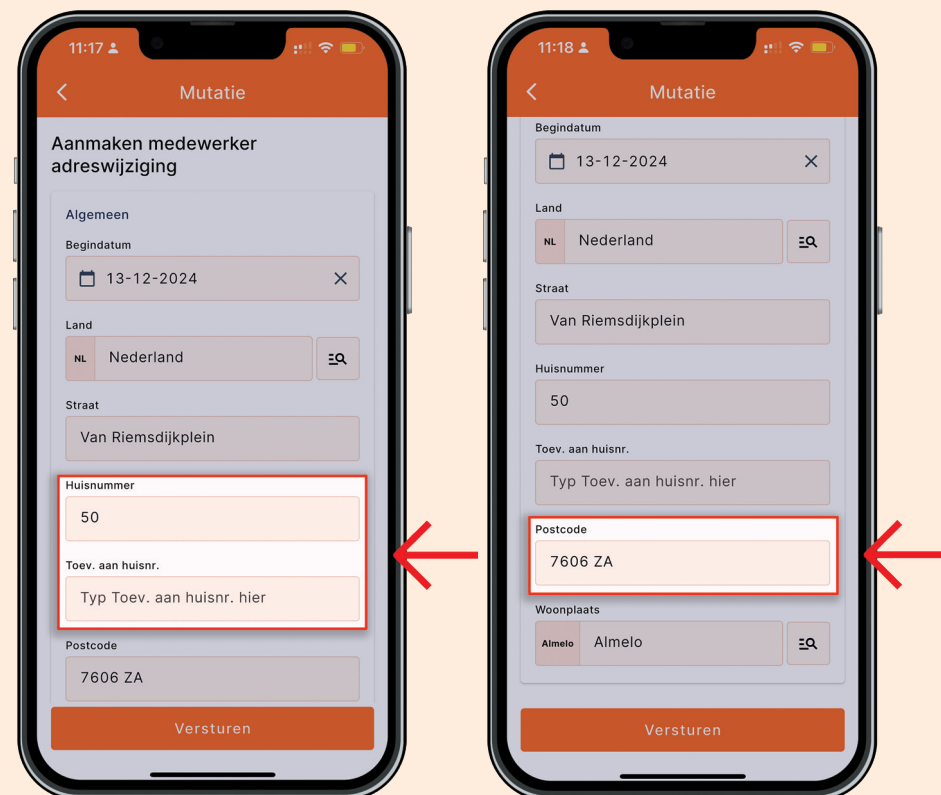 11:17
Mutatie
Aanmaken medewerker
adreswijziging
Algemeen
Begindatum
13-12-2024
Land
NL Nederland
Straat
Van Riemsdijkplein
Huisnummer
50
Toev. aan huisnr.
Typ Toev. aan huisnr. hier
Postcode
7606 ZA
Versturen
11:18
Mutatie
Begindatum
13-12-2024
Land
NL Nederland
Straat
Van Riemsdijkplein
Huisnummer
50
Toev. aan huisnr.
Typ Toev. aan huisnr. hier
Postcode
7606 ZA
Woonplaats
Almelo Almelo
Versturen